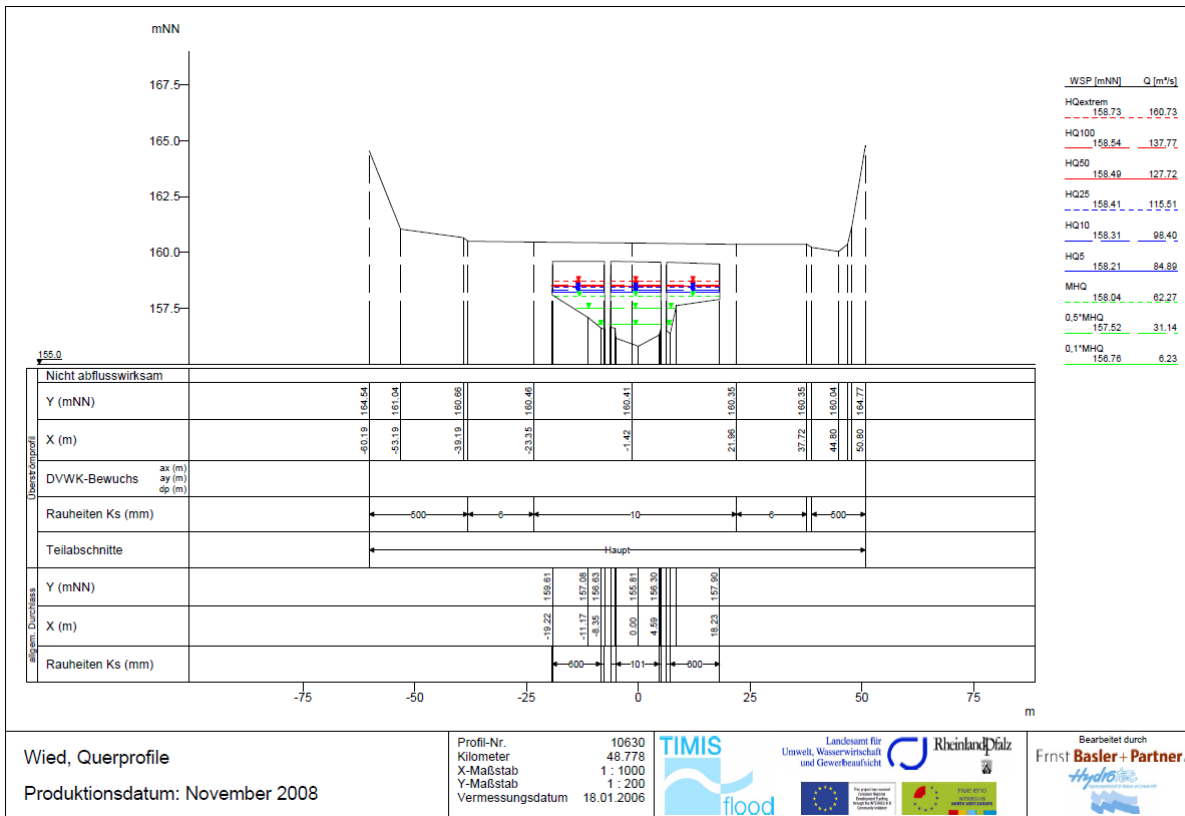 mNN
167.5
165.0
162.5
160.0
157.5
155.0
WSP [mNN] Q [m³/s]
HQextrem
158.73 160.73
HQ100
158.54 137.77
HQ50
158.49 127.72
HQ25
158.41 115.51
HQ10
158.31 98.40
HQ5
158.21 84.89
MHQ
158.04 62.27
0,5*MHQ
157.52 31.14
0,1*MHQ
156.76 6.23
Überströmprofil
Nicht abflusswirksam
Y (mNN) 164.54 161.04 160.66 160.46 160.41 160.35 160.35 160.04 164.77
X (m) -60.19 -53.19 -39.19 -23.35 -1.42 21.96 37.72 44.80 50.80
DVWK-Bewuchs ax (m)
ay (m)
dp (m)
Rauheiten Ks (mm) 500 6 10 6 500
Teilabschnitte Haupt
allgem. Durchlass
Y (mNN) 159.61 157.08 156.63 155.81 156.30 157.90
X (m) -19.22 -11.17 -8.35 0.00 4.59 18.23
Rauheiten Ks (mm) 600 101 600
-75 -50 -25 0 25 50 75
m
Wied, Querprofile
Produktionsdatum: November 2008
Profil-Nr. 10630
Kilometer 48.778
X-Maßstab 1 : 1000
Y-Maßstab 1 : 200
Vermessungsdatum 18.01.2006
TIMIS
flood
Landesamt für
Umwelt, Wasserwirtschaft
und Gewerbeaufsicht
RheinlandPfalz
Bearbeitet durch
Ernst Basler + Partner
Hydrotec